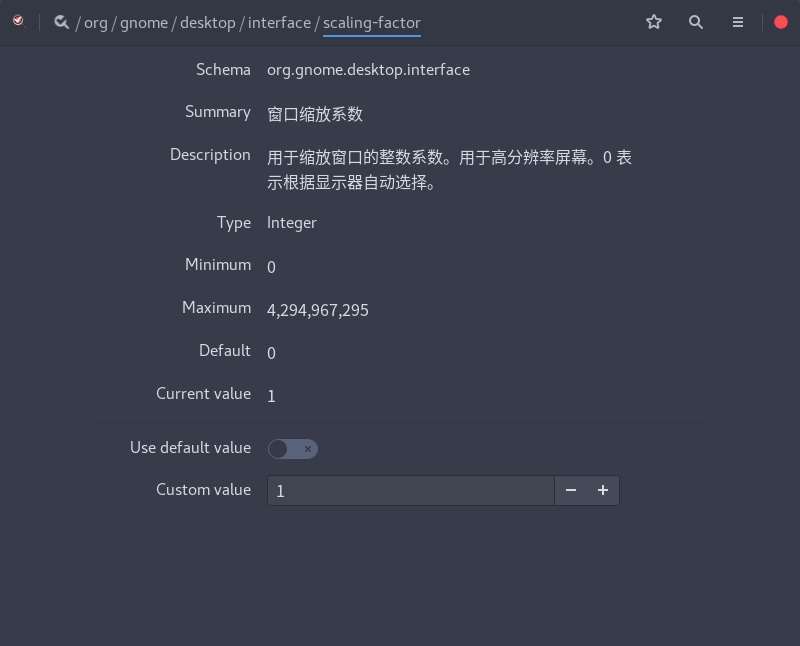 / org / gnome / desktop / interface / scaling-factor
Schema org.gnome.desktop.interface
Summary 窗口缩放系数
Description 用于缩放窗口的整数系数。用于高分辨率屏幕。0 表
示根据显示器自动选择。
Type Integer
Minimum 0
Maximum 4,294,967,295
Default 0
Current value 1
Use default value
Custom value 1